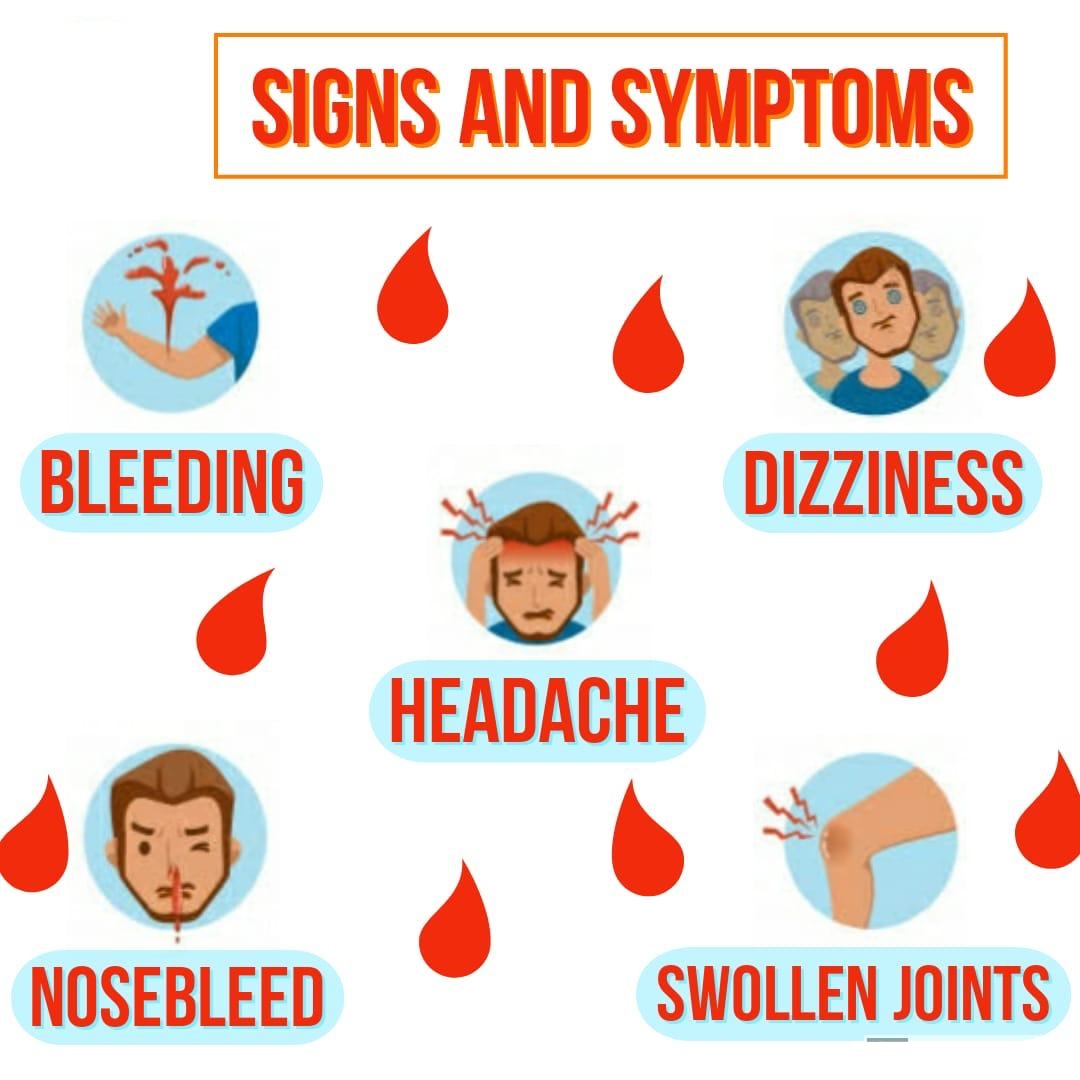 SIGNS AND SYMPTOMS
BLEEDING
DIZZINESS
HEADACHE
NOSEBLEED
SWOLLEN JOINTS